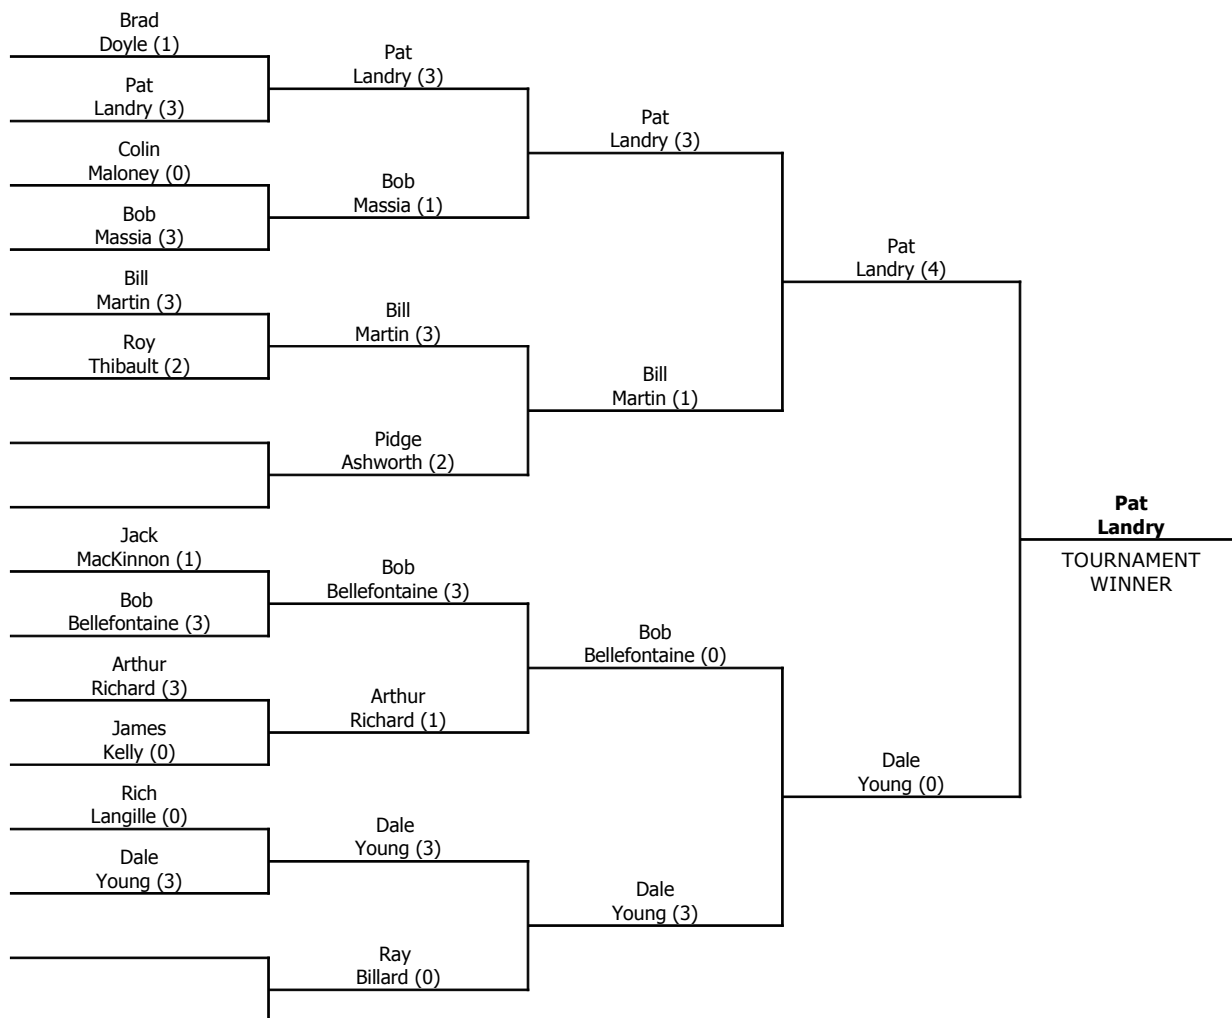 Brad
Doyle (1)
Pat
Landry (3)
Colin
Maloney (0)
Bob
Massia (3)
Bill
Martin (3)
Roy
Thibault (2)
Jack
MacKinnon (1)
Bob
Bellefontaine (3)
Arthur
Richard (3)
James
Kelly (0)
Rich
Langille (0)
Dale
Young (3)
Pat
Landry (3)
Bob
Massia (1)
Bill
Martin (3)
Pidge
Ashworth (2)
Bob
Bellefontaine (3)
Arthur
Richard (1)
Dale
Young (3)
Ray
Billard (0)
Pat
Landry (3)
Bill
Martin (1)
Bob
Bellefontaine (0)
Dale
Young (3)
Pat
Landry (4)
Dale
Young (0)
Pat
Landry
TOURNAMENT
WINNER